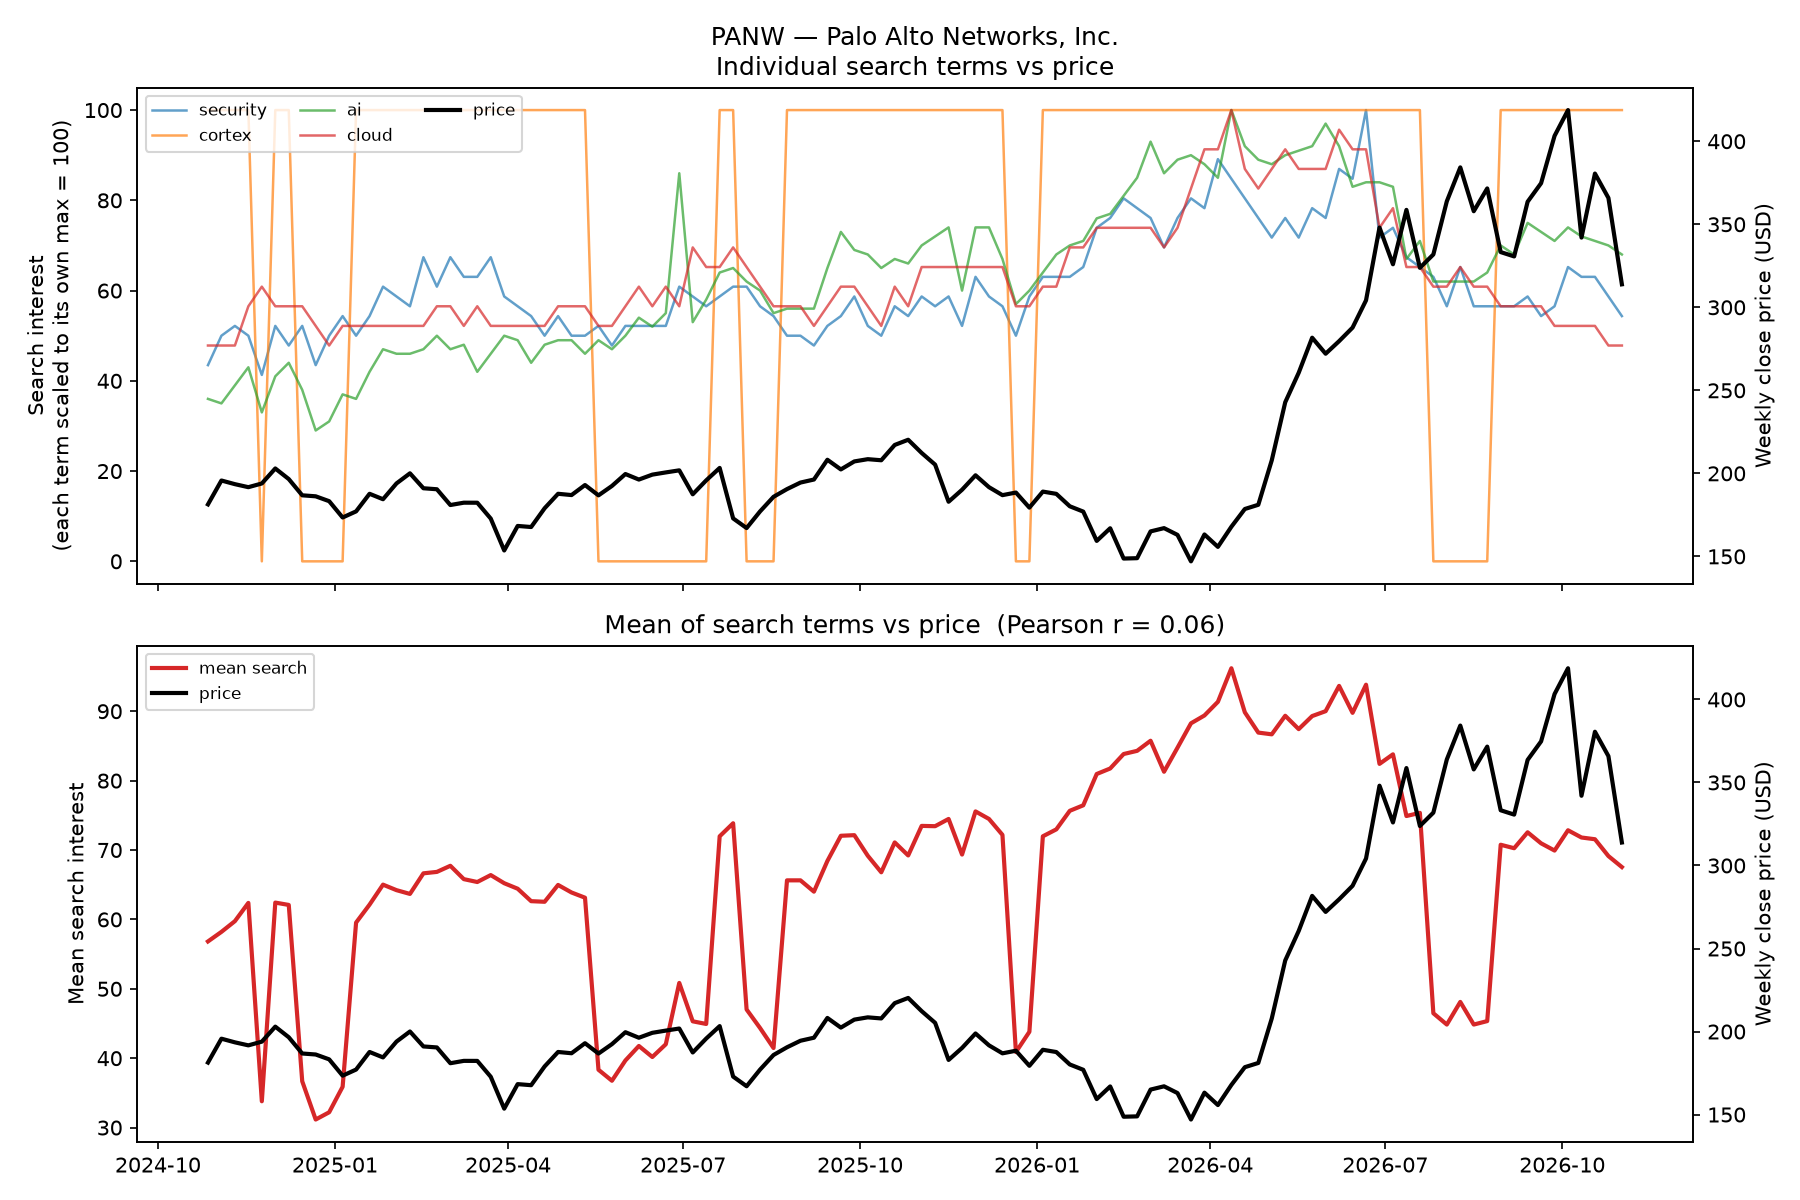 PANW — Palo Alto Networks, Inc.
Individual search terms vs price
security
cortex
ai
cloud
price
Search interest
(each term scaled to its own max = 100)
100
80
60
40
20
0
400
350
300
250
200
150
Weekly close price (USD)
Mean of search terms vs price (Pearson r = 0.06)
mean search
price
Mean search interest
90
80
70
60
50
40
30
400
350
300
250
200
150
Weekly close price (USD)
2024-10
2025-01
2025-04
2025-07
2025-10
2026-01
2026-04
2026-07
2026-10